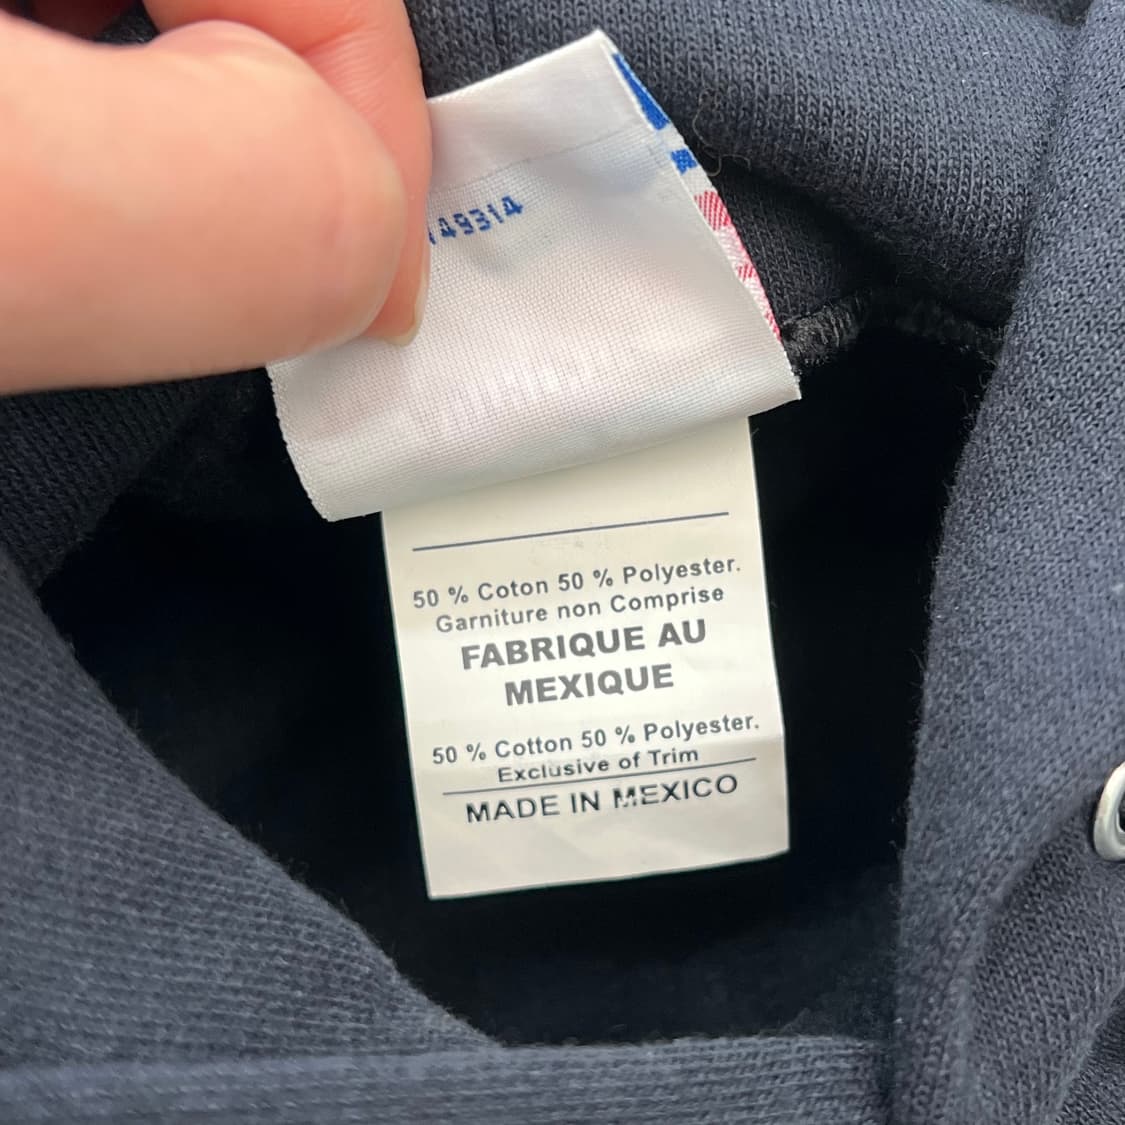 149314
50 % Coton 50 % Polyester.
Garniture non Comprise
FABRIQUE AU
MEXIQUE
50 % Cotton 50 % Polyester.
Exclusive of Trim
MADE IN MEXICO